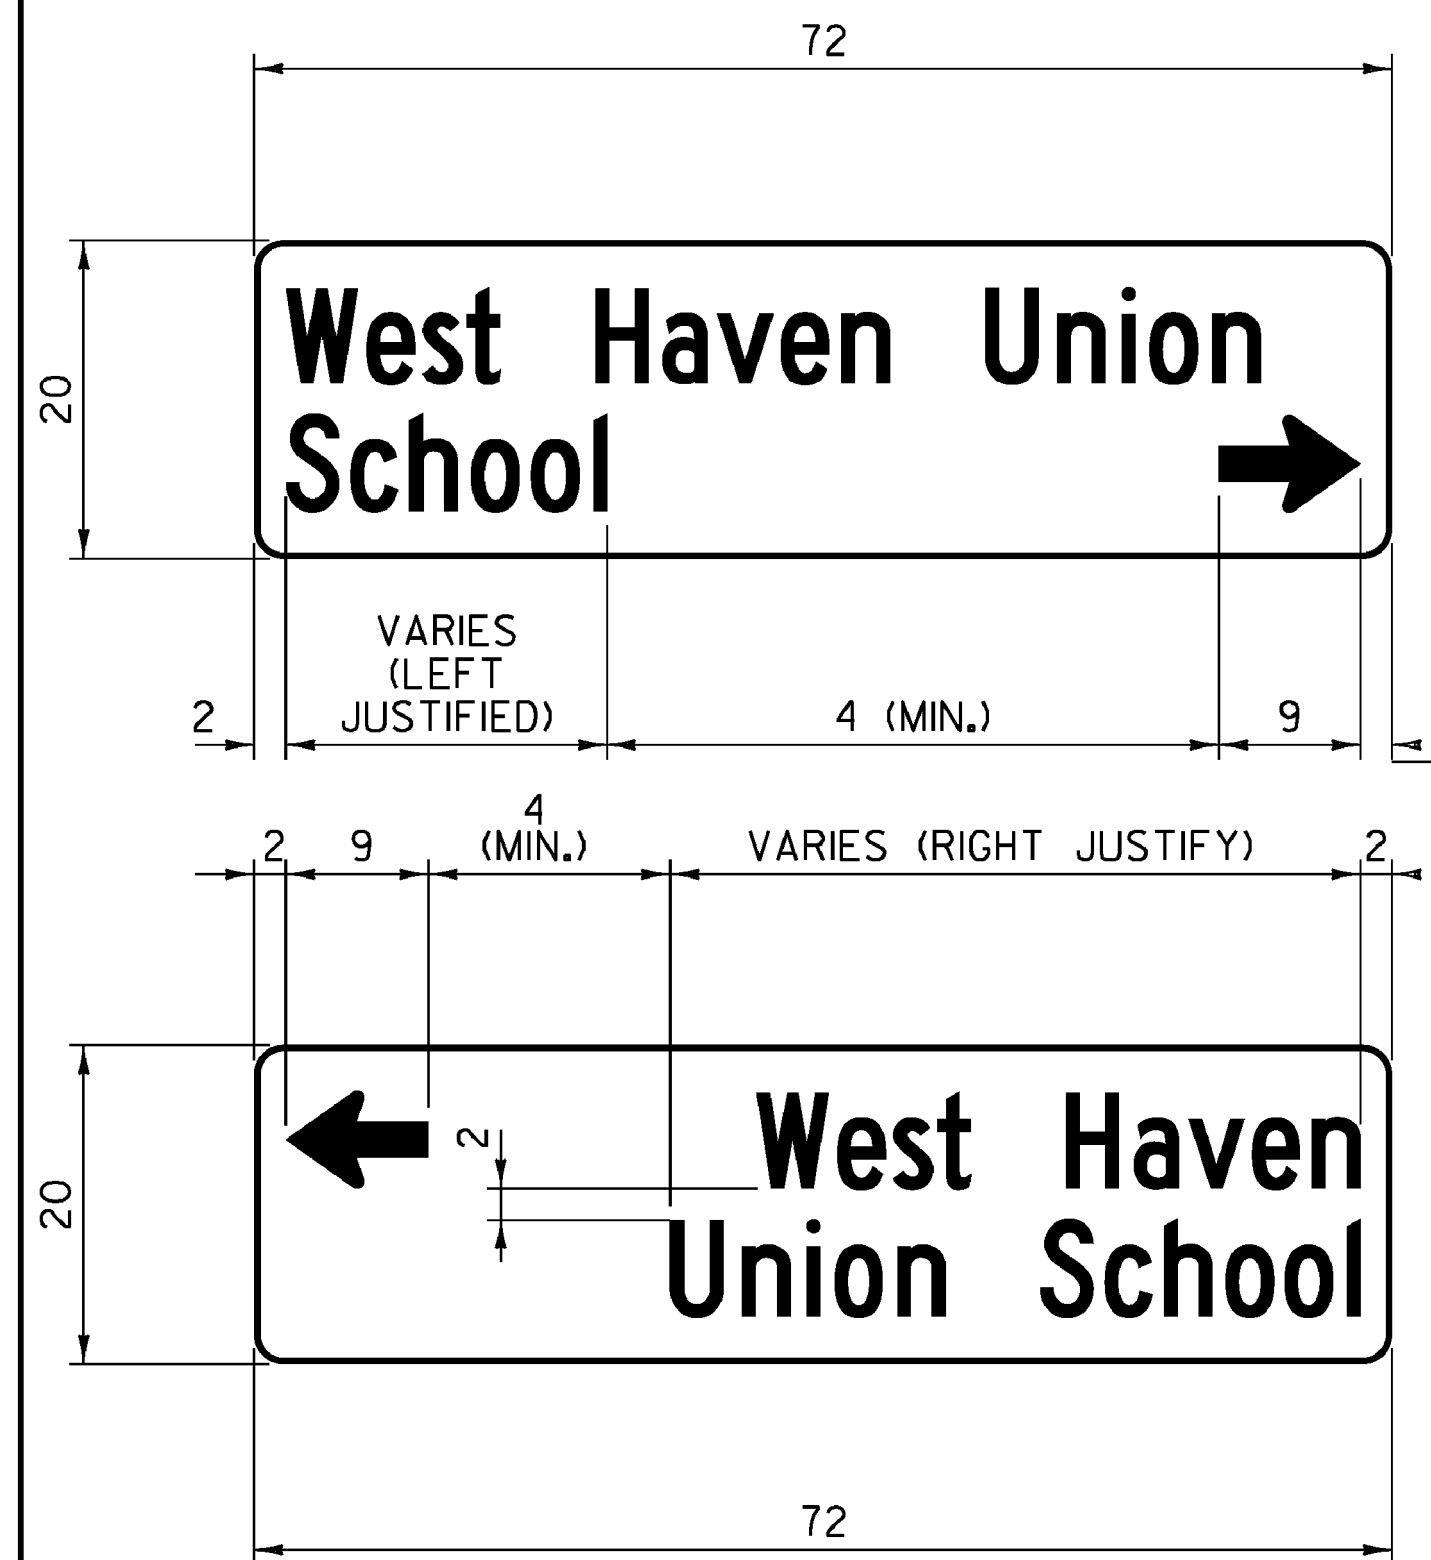 72
20
West Haven Union
School
VARIES
(LEFT
JUSTIFIED)
2
4 (MIN.)
9
4
(MIN.)
2
9
VARIES (RIGHT JUSTIFY)
2
20
2
West Haven
Union School
72